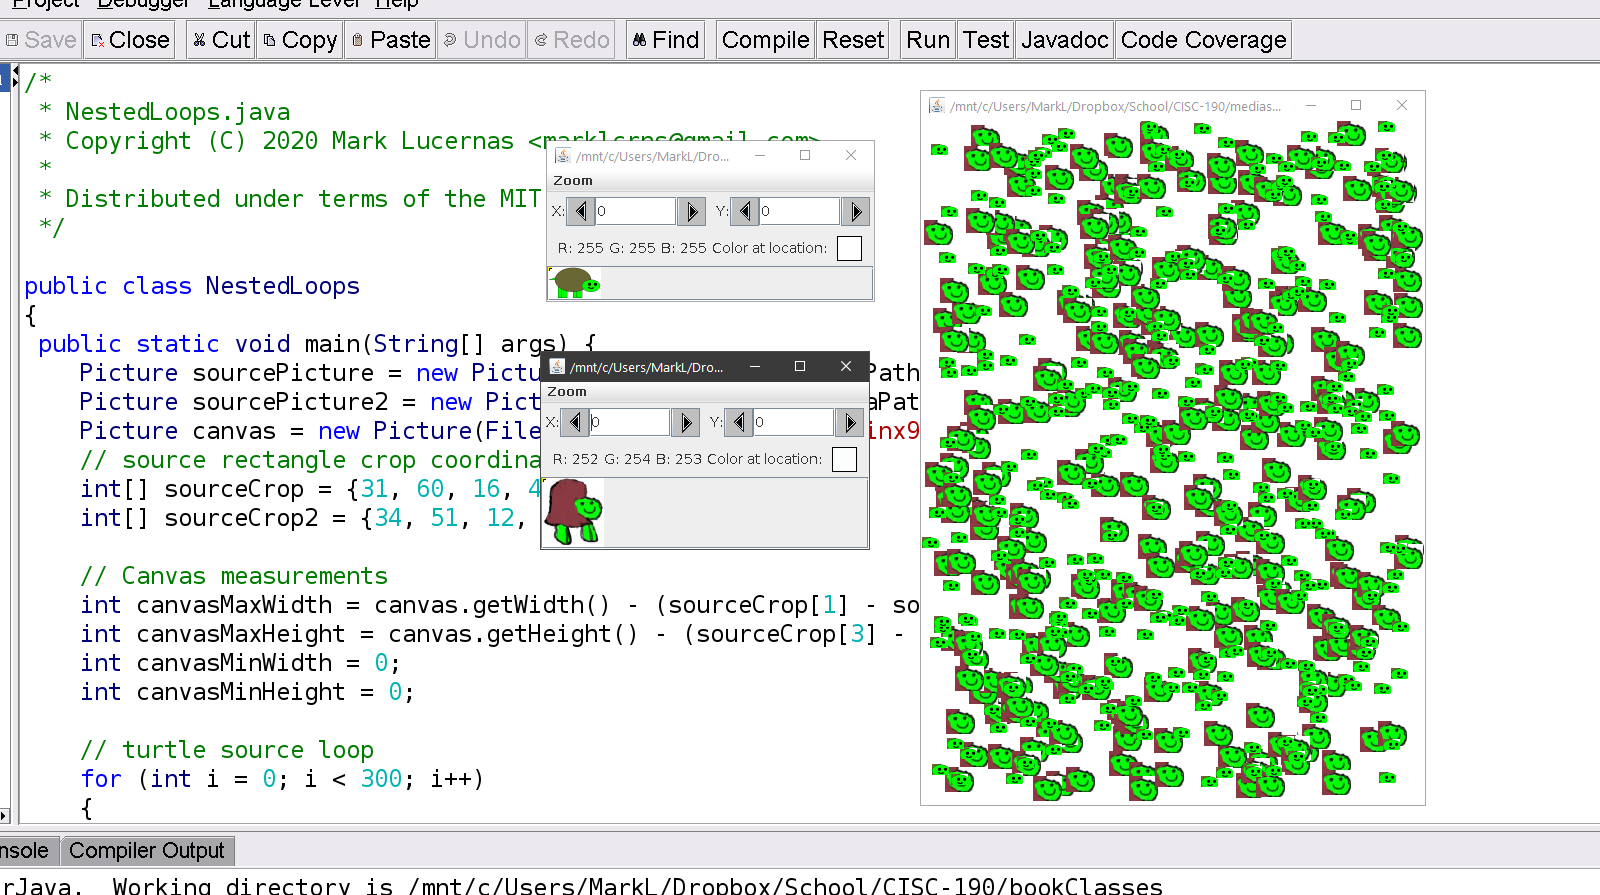 Project Debugger Language Level Help
Save Close Cut Copy Paste Undo Redo Find Compile Reset Run Test Javadoc Code Coverage
/*
 * NestedLoops.java
 * Copyright (C) 2020 Mark Lucernas <marklcrns@gmail.com>
 *
 * Distributed under terms of the MIT
 */
public class NestedLoops
{
public static void main(String[] args) {
Picture sourcePicture = new Pictu
Path
Picture sourcePicture2 = new Pict
aPat
Picture canvas = new Picture(File
inx9
// source rectangle crop coordina
int[] sourceCrop = {31, 60, 16, 4
int[] sourceCrop2 = {34, 51, 12,
// Canvas measurements
int canvasMaxWidth = canvas.getWidth() - (sourceCrop[1] - so
int canvasMaxHeight = canvas.getHeight() - (sourceCrop[3] -
int canvasMinWidth = 0;
int canvasMinHeight = 0;
// turtle source loop
for (int i = 0; i < 300; i++)
{
/mnt/c/Users/MarkL/Dro...
Zoom
X: 0 Y: 0
R: 255 G: 255 B: 255 Color at location:
/mnt/c/Users/MarkL/Dro...
Zoom
X: 0 Y: 0
R: 252 G: 254 B: 253 Color at location:
/mnt/c/Users/MarkL/Dropbox/School/CISC-190/medias...
nsole Compiler Output
rJava. Working directory is /mnt/c/Users/MarkL/Dropbox/School/CISC-190/bookClasses